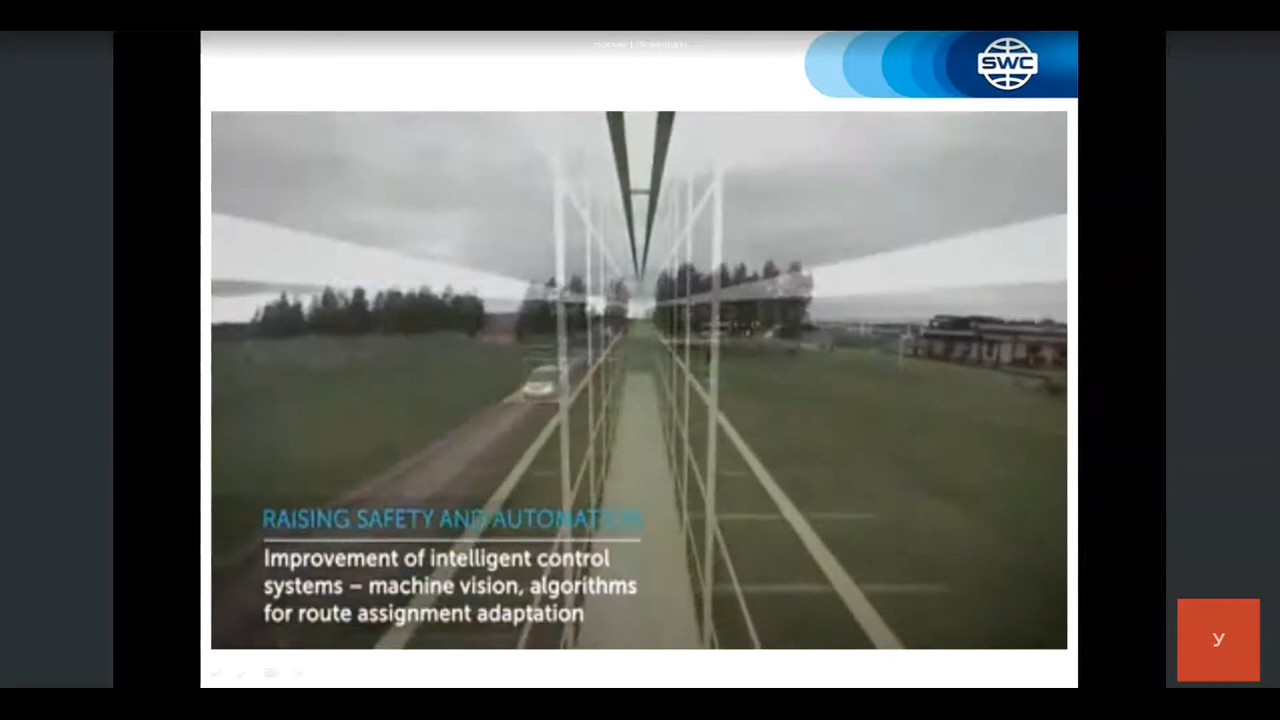 SWC
RAISING SAFETY AND AUTOMATION
Improvement of intelligent control
systems – machine vision, algorithms
for route assignment adaptation
У